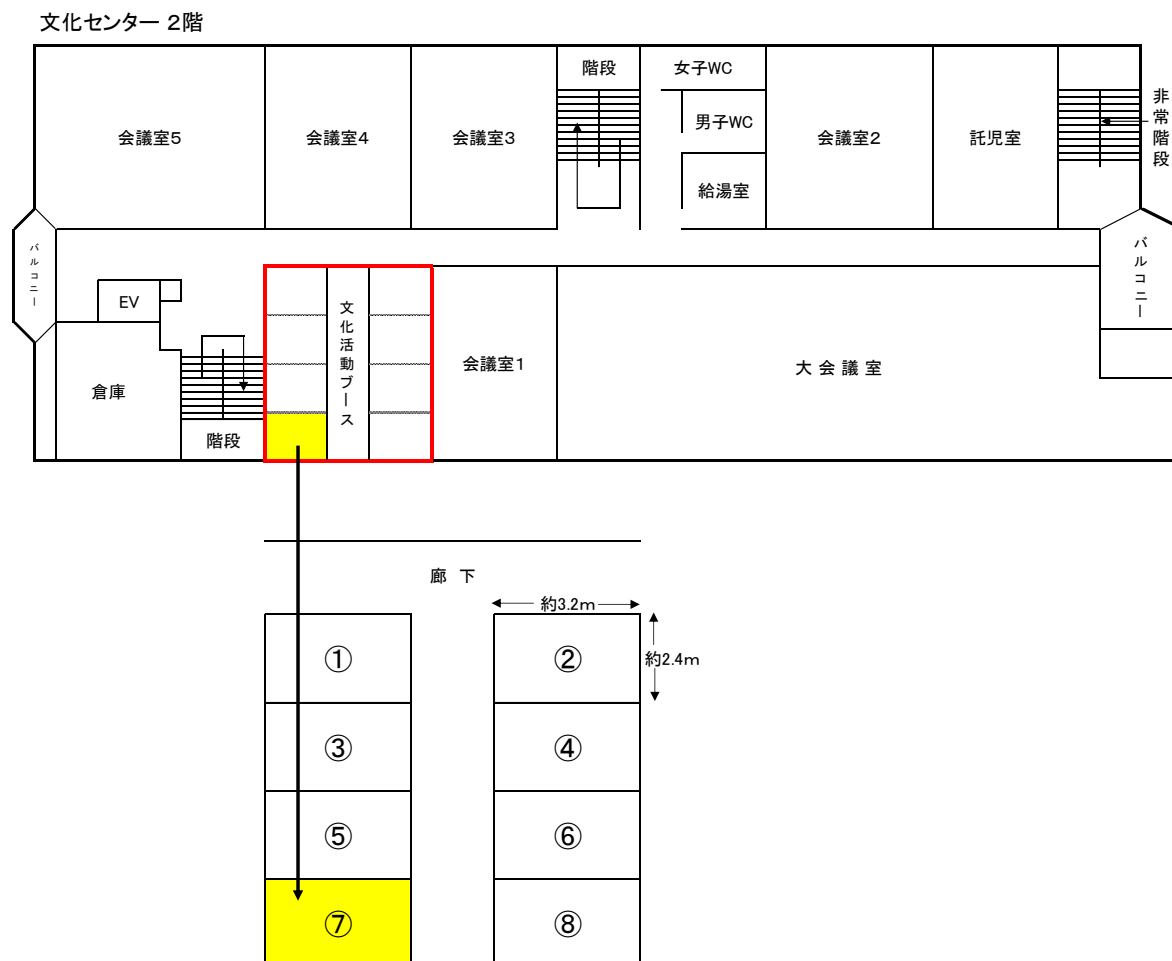 文化センター 2階
階段
女子WC
会議室5
会議室4
会議室3
男子WC
会議室2
託児室
非常階段
給湯室
バルコニー
バルコニー
EV
文化活動ブース
会議室1
大会議室
倉庫
階段
廊下
約3.2m
①
②
約2.4m
③
④
⑤
⑥
⑦
⑧